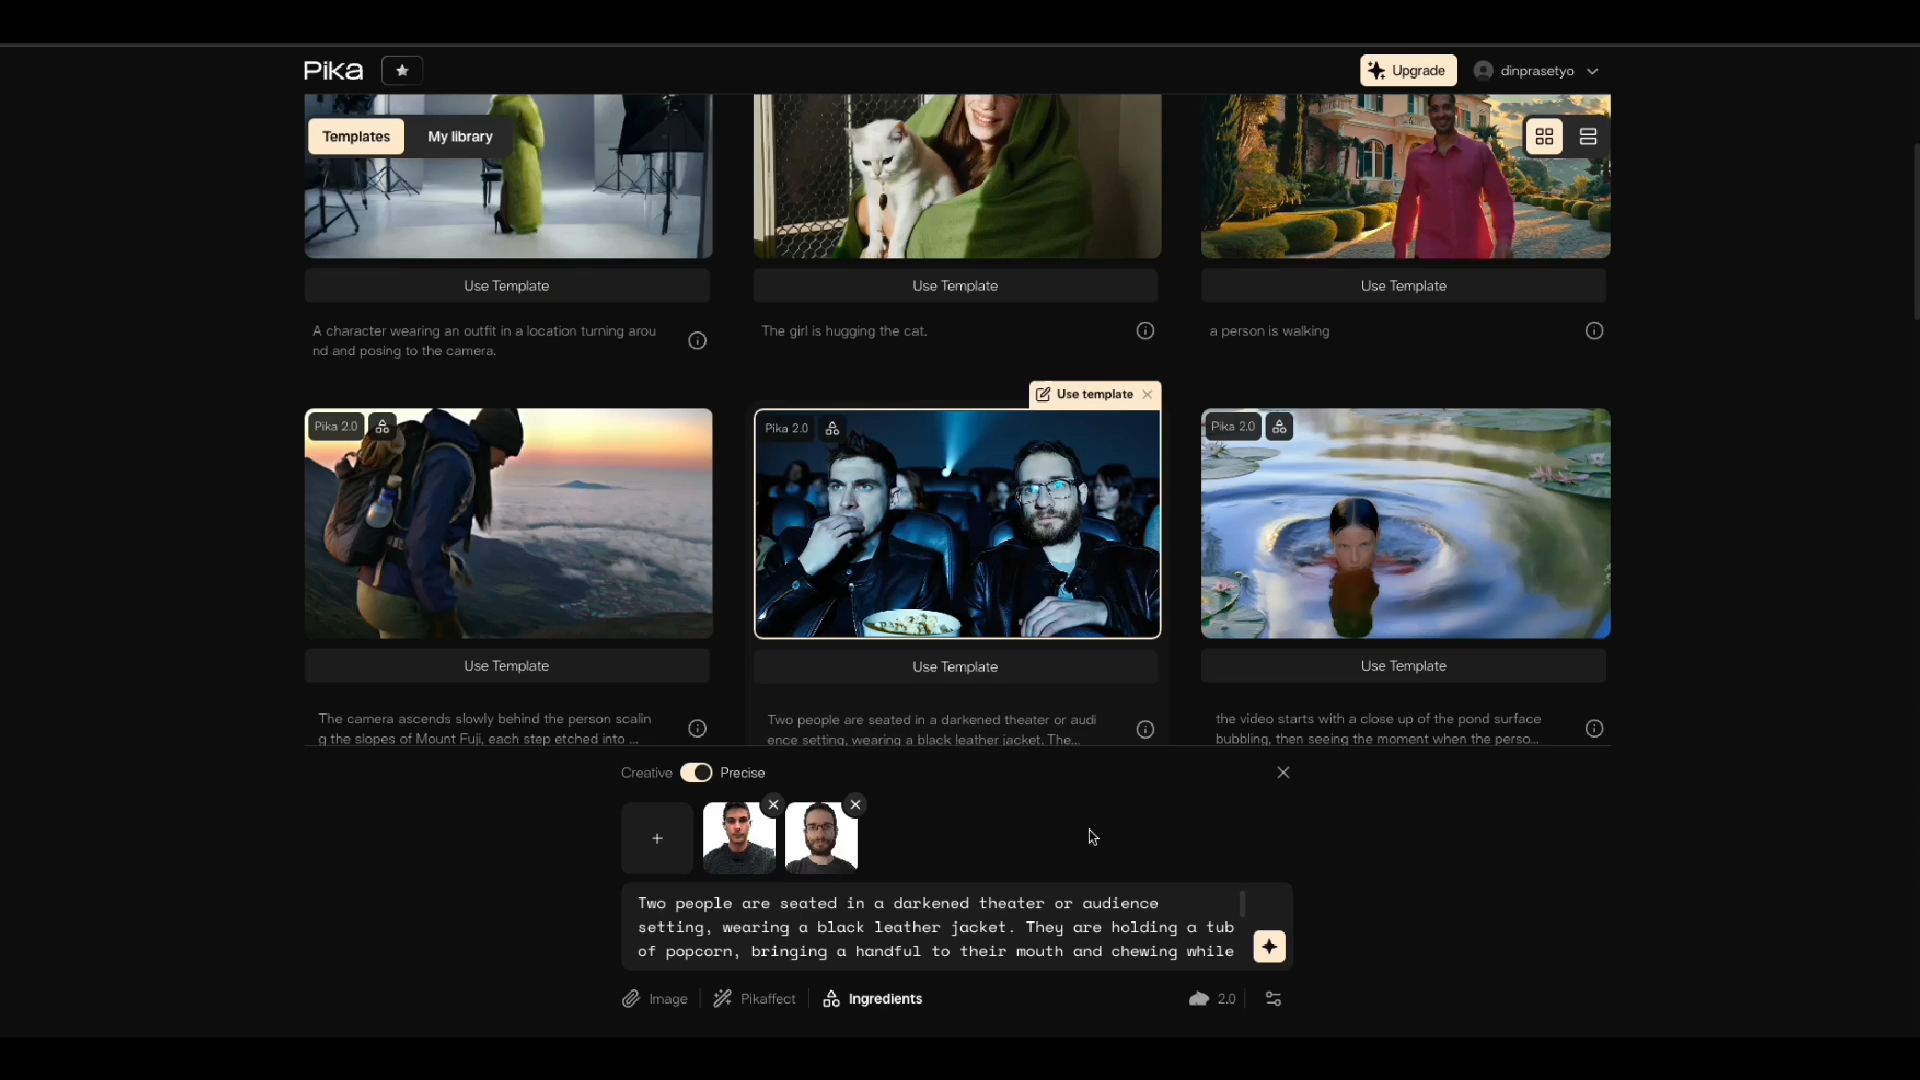 Pika
Upgrade
dinprasetyo
Templates
My library
Use Template
Use Template
Use Template
A character wearing an outfit in a location turning arou
nd and posing to the camera.
The girl is hugging the cat.
a person is walking
Use template
Pika 2.0
Pika 2.0
Pika 2.0
Use Template
Use Template
Use Template
The camera ascends slowly behind the person scalin
g the slopes of Mount Fuji, each step etched into ...
Two people are seated in a darkened theater or audi
ence setting, wearing a black leather jacket. The...
the video starts with a close up of the pond surface
bubbling, then seeing the moment when the perso...
Creative
Precise
Two people are seated in a darkened theater or audience
setting, wearing a black leather jacket. They are holding a tub
of popcorn, bringing a handful to their mouth and chewing while
Image
Pikaffect
Ingredients
2.0